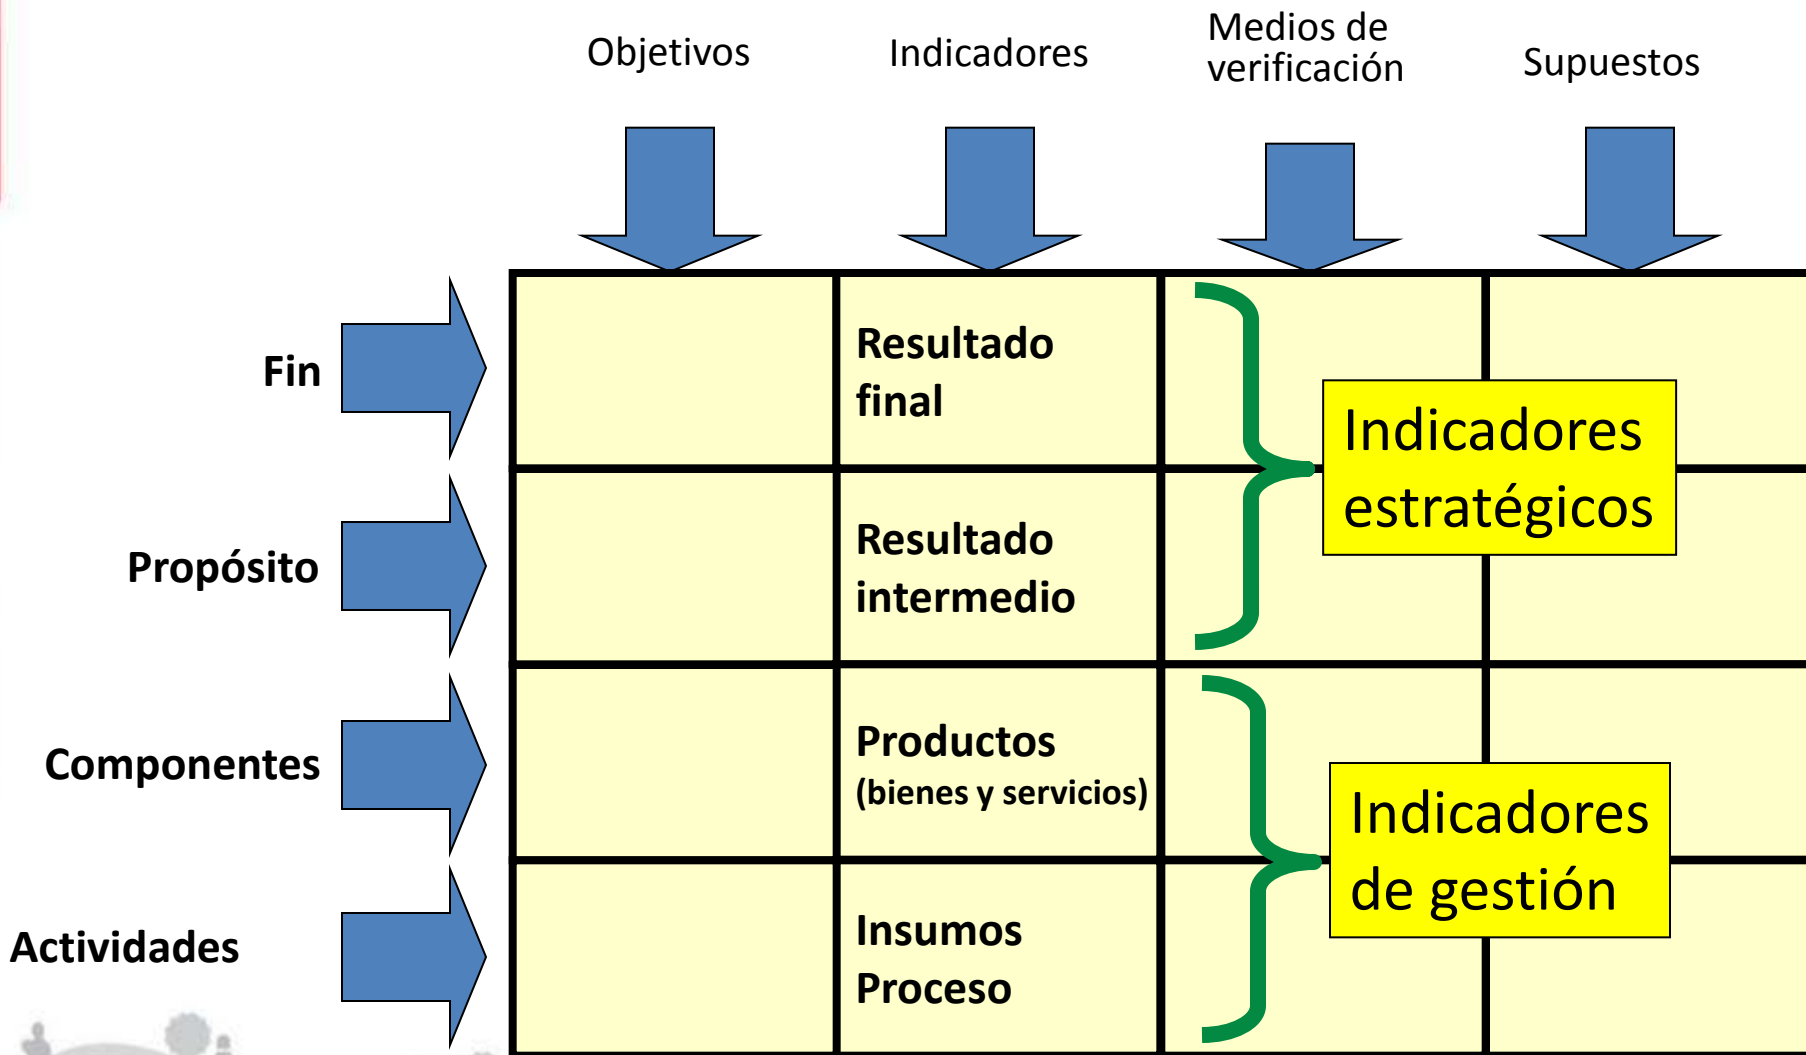 Objetivos
Indicadores
Medios de
verificación
Supuestos
Fin
Resultado
final
Indicadores
estratégicos
Propósito
Resultado
intermedio
Componentes
Productos
(bienes y servicios)
Indicadores
de gestión
Actividades
Insumos
Proceso